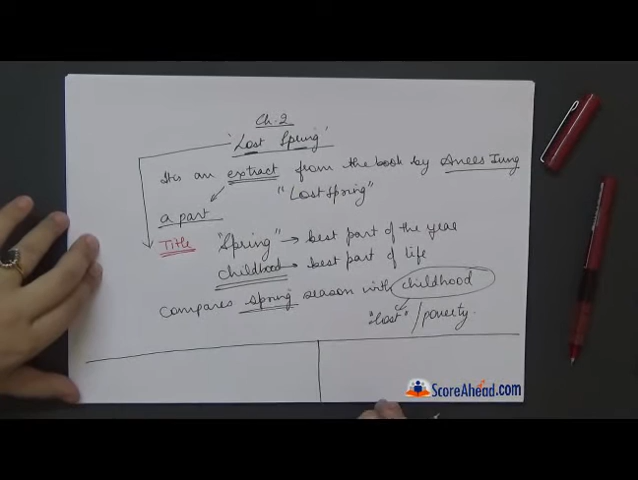 Ch-2
'Lost Spring'
It is an extract from the book by Anees Jung
"Lost Spring"
a part
Title "Spring" → best part of the year
childhood → best part of life
Compares spring season with childhood
"lost" / poverty.
ScoreAhead.com